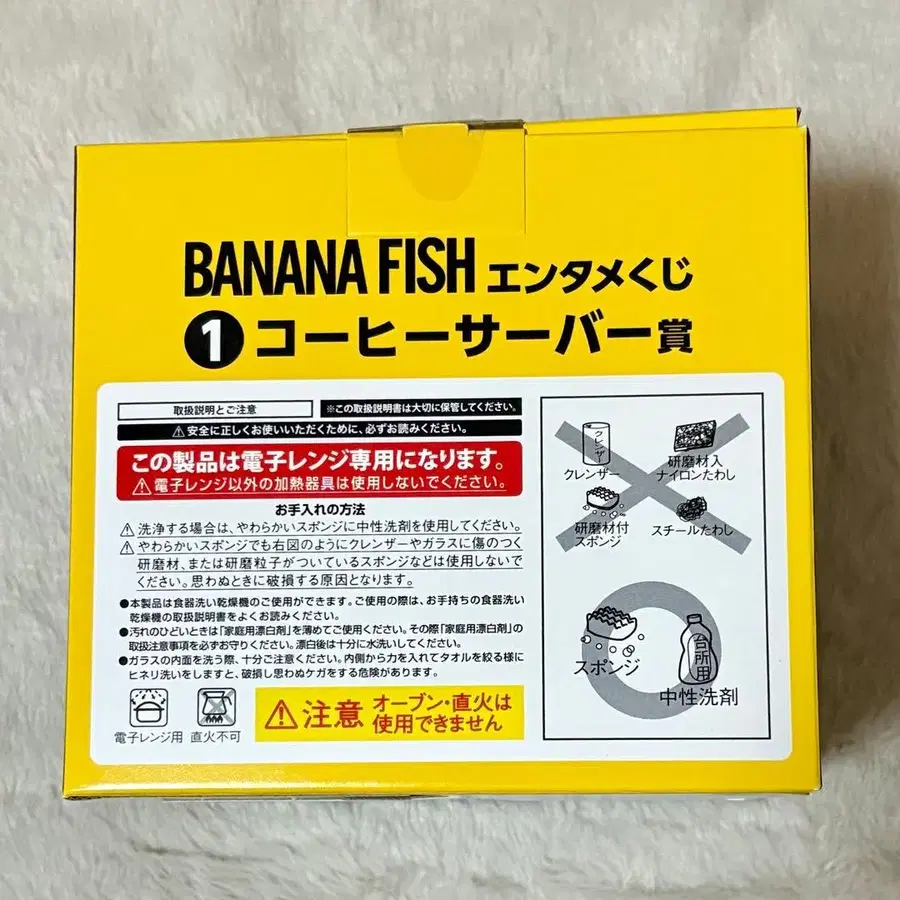 BANANA FISH エンタメくじ
1 コーヒーサーバー賞
取扱説明とご注意
※この取扱説明書は大切に保管してください。
⚠安全に正しくお使いいただくために、必ずお読みください。
この製品は電子レンジ専用になります。
⚠電子レンジ以外の加熱器具は使用しないでください。
お手入れの方法
⚠洗浄する場合は、やわらかいスポンジに中性洗剤を使用してください。
⚠やわらかいスポンジでも右図のようにクレンザーやガラスに傷のつく
研磨材、または研磨粒子がついているスポンジなどは使用しないで
ください。思わぬときに破損する原因となります。
●本製品は食器洗い乾燥機のご使用ができます。ご使用の際は、お手持ちの食器洗い
乾燥機の取扱説明書をよくお読みください。
●汚れのひどいときは「家庭用漂白剤」を薄めてご使用ください。その際「家庭用漂白剤」の
取扱注意事項を必ずお守りください。漂白後は十分に水洗いしてください。
●ガラスの内面を洗う際、十分ご注意ください。内側から力を入れてタオルを絞る様に
ヒネリ洗いをしますと、破損し思わぬケガをする危険があります。
電子レンジ用
直火不可
⚠注意 オーブン・直火は
使用できません
クレンザー
クレンザー
研磨材入
ナイロンたわし
研磨材付
スポンジ
スチールたわし
スポンジ
台所用
中性洗剤